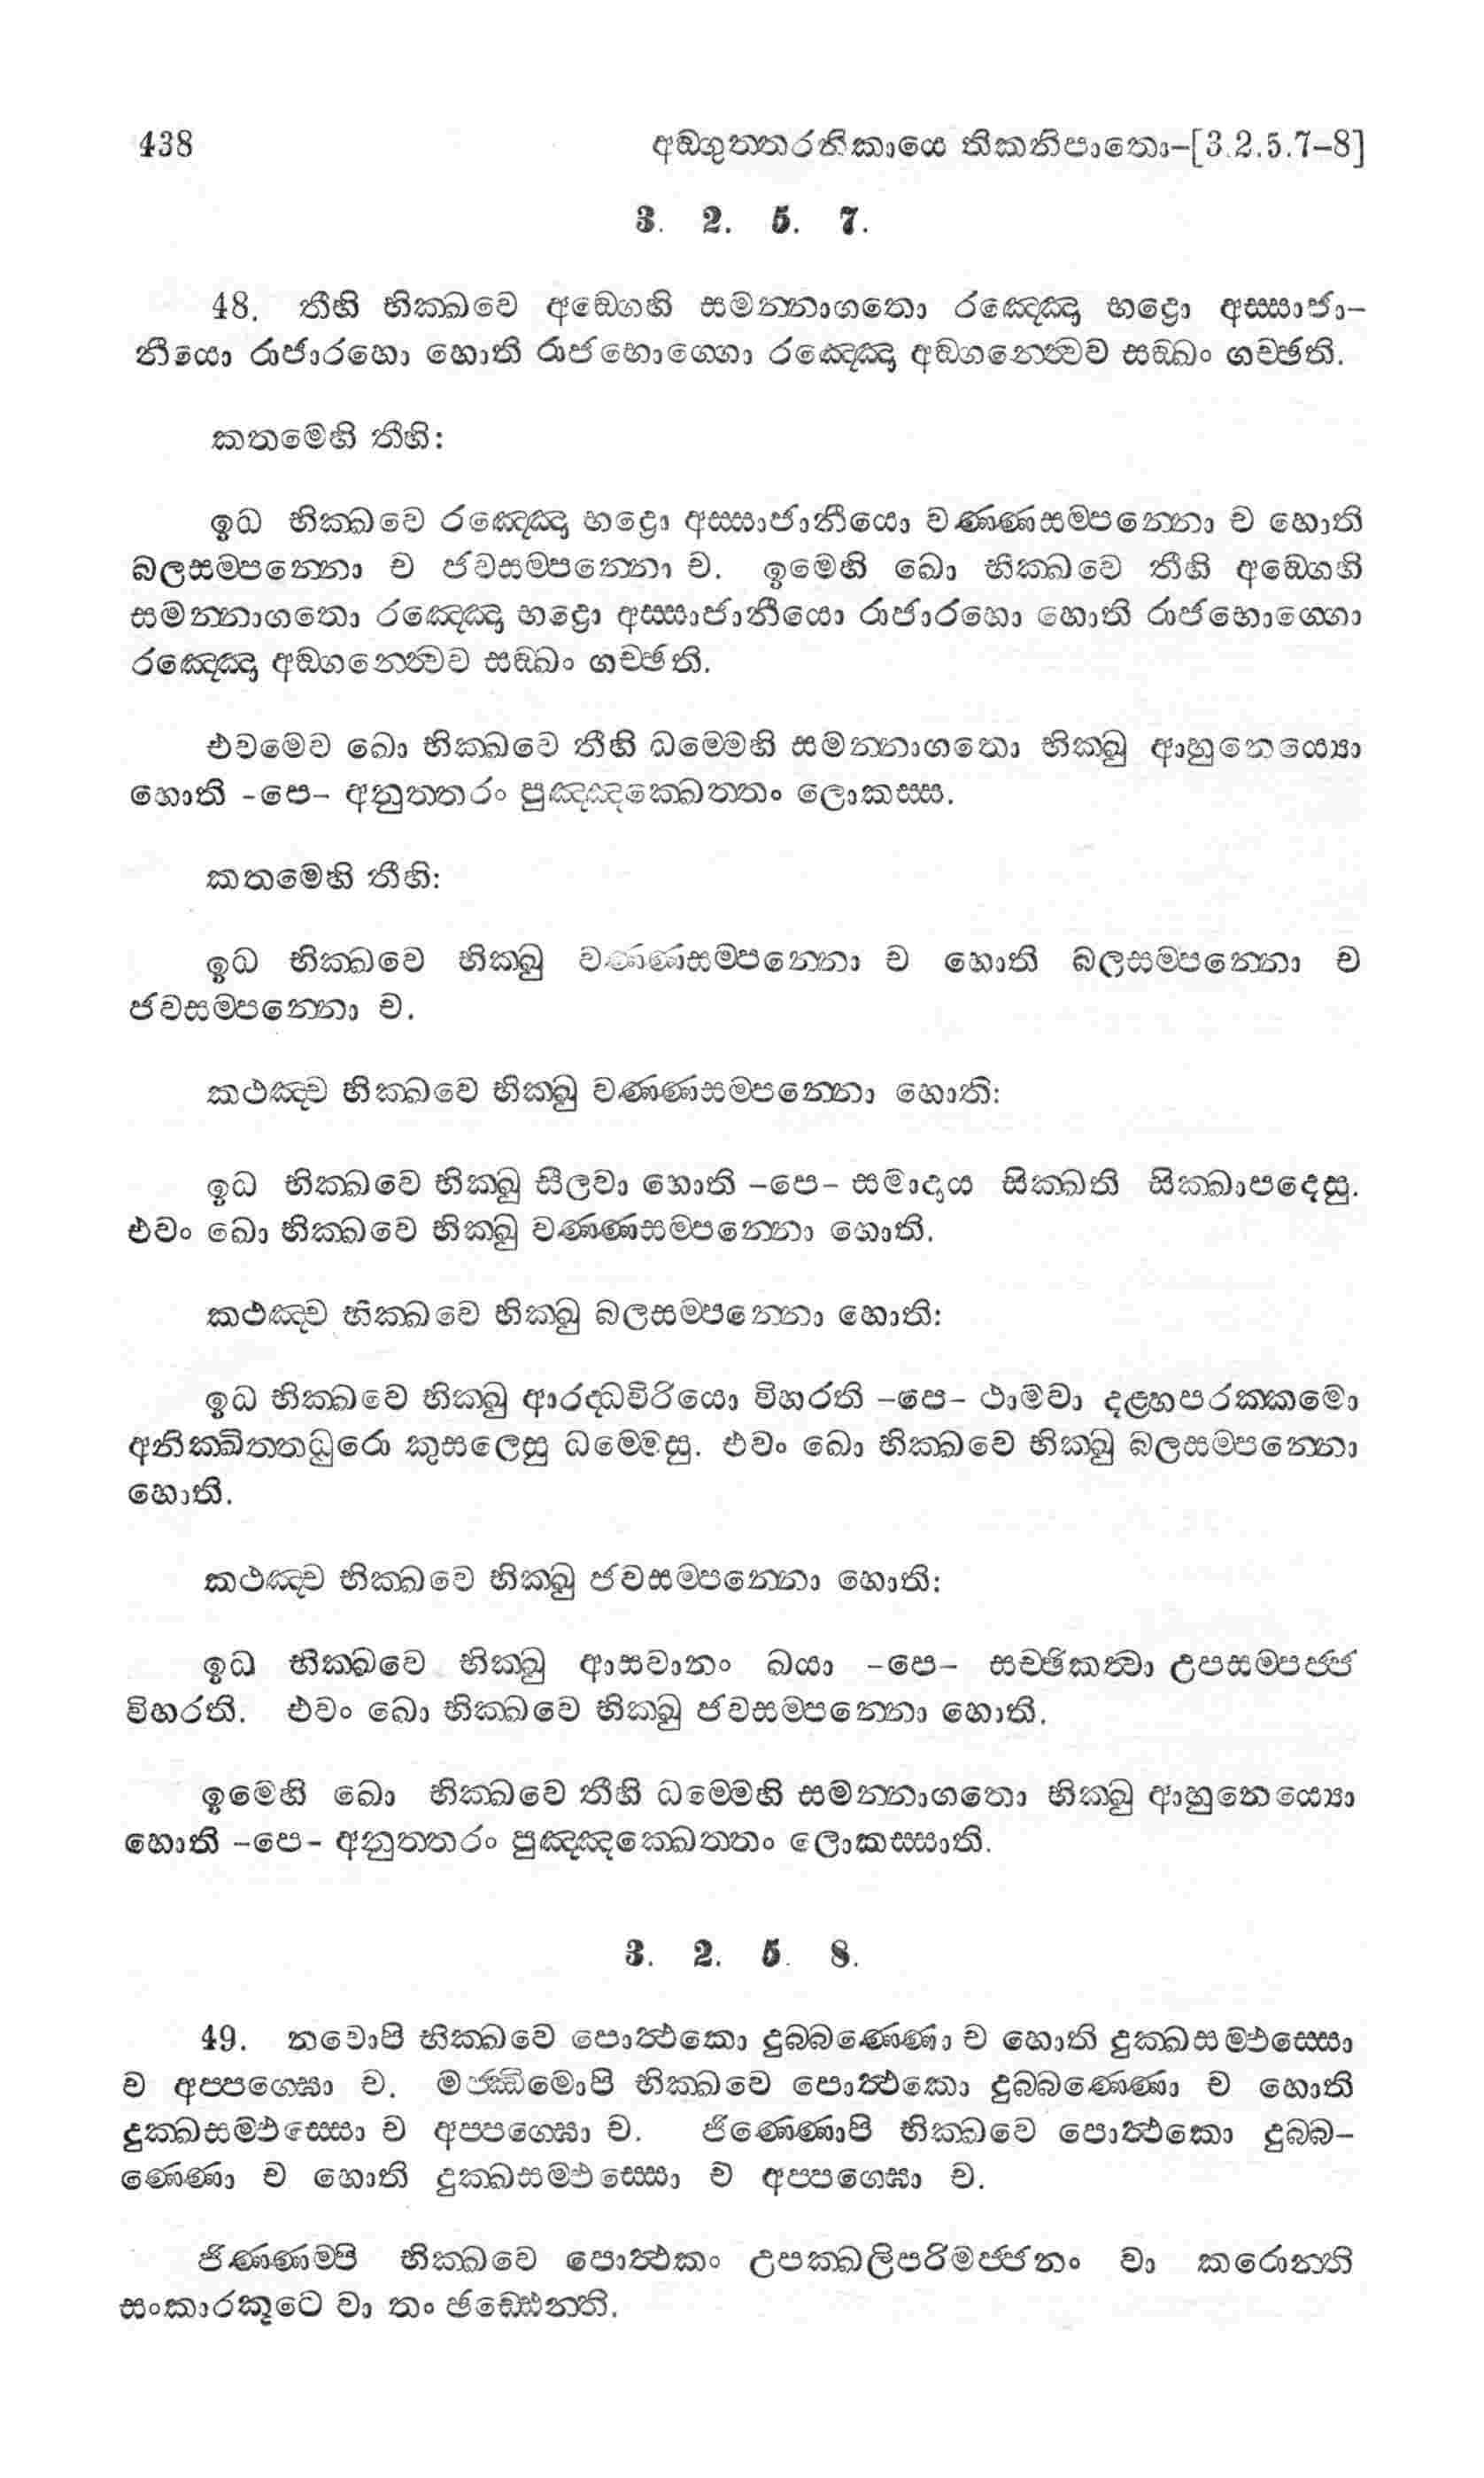 438 අඞ්ගුත්තරනිකායෙ තිකනිපාතො-[3.2.5.7-8]
3. 2. 5. 7.
48. තීහි භික්ඛවෙ අඞ්ගෙහි සමන්නාගතො රඤ්ඤො භද්‍රො අස්සාජා-
නීයො රාජාරහො හොති රාජභොග්ගො රඤ්ඤො අඞ්ගන්ත්වෙව සඞ්ඛං ගච්ඡති.
කතමෙහි තීහි:
ඉධ භික්ඛවෙ රඤ්ඤො භද්‍රො අස්සාජානීයො වණ්ණසම්පන්නො ච හොති
බලසම්පන්නො ච ජවසම්පන්නො ච. ඉමෙහි ඛො භික්ඛවෙ තීහි අඞ්ගෙහි
සමන්නාගතො රඤ්ඤො භද්‍රො අස්සාජානීයො රාජාරහො හොති රාජභොග්ගො
රඤ්ඤො අඞ්ගන්ත්වෙව සඞ්ඛං ගච්ඡති.
එවමෙව ඛො භික්ඛවෙ තීහි ධම්මෙහි සමන්නාගතො භික්ඛු ආහුනෙය්‍යො
හොති -පෙ- අනුත්තරං පුඤ්ඤක්ඛෙත්තං ලොකස්ස.
කතමෙහි තීහි:
ඉධ භික්ඛවෙ භික්ඛු වණ්ණසම්පන්නො ච හොති බලසම්පන්නො ච
ජවසම්පන්නො ච.
කථඤ්ච භික්ඛවෙ භික්ඛු වණ්ණසම්පන්නො හොති:
ඉධ භික්ඛවෙ භික්ඛු සීලවා හොති -පෙ- සමාදාය සික්ඛති සික්ඛාපදෙසු.
එවං ඛො භික්ඛවෙ භික්ඛු වණ්ණසම්පන්නො හොති.
කථඤ්ච භික්ඛවෙ භික්ඛු බලසම්පන්නො හොති:
ඉධ භික්ඛවෙ භික්ඛු ආරද්ධවිරියො විහරති -පෙ- ථාමවා දළ්හපරක්කමො
අනික්ඛිත්තධුරො කුසලෙසු ධම්මෙසු. එවං ඛො භික්ඛවෙ භික්ඛු බලසම්පන්නො
හොති.
කථඤ්ච භික්ඛවෙ භික්ඛු ජවසම්පන්නො හොති:
ඉධ භික්ඛවෙ භික්ඛු ආසවානං ඛයා -පෙ- සච්ඡිකත්වා උපසම්පජ්ජ
විහරති. එවං ඛො භික්ඛවෙ භික්ඛු ජවසම්පන්නො හොති.
ඉමෙහි ඛො භික්ඛවෙ තීහි ධම්මෙහි සමන්නාගතො භික්ඛු ආහුනෙය්‍යො
හොති -පෙ- අනුත්තරං පුඤ්ඤක්ඛෙත්තං ලොකස්සාති.
3. 2. 5. 8.
49. නවොපි භික්ඛවෙ පොත්ථකො දුබ්බණ්ණො ච හොති දුක්ඛසම්ඵස්සො
ච අප්පග්ඝො ච. මජ්ඣිමොපි භික්ඛවෙ පොත්ථකො දුබ්බණ්ණො ච හොති
දුක්ඛසම්ඵස්සො ච අප්පග්ඝො ච. ජිණ්ණොපි භික්ඛවෙ පොත්ථකො දුබ්බ-
ණ්ණො ච හොති දුක්ඛසම්ඵස්සො ච අප්පග්ඝො ච.
ජිණ්ණම්පි භික්ඛවෙ පොත්ථකං උපක්ඛලිපරිමජ්ජනං වා කරොන්ති
සංකාරකූටෙ වා තං ඡඩ්ඩෙන්ති.